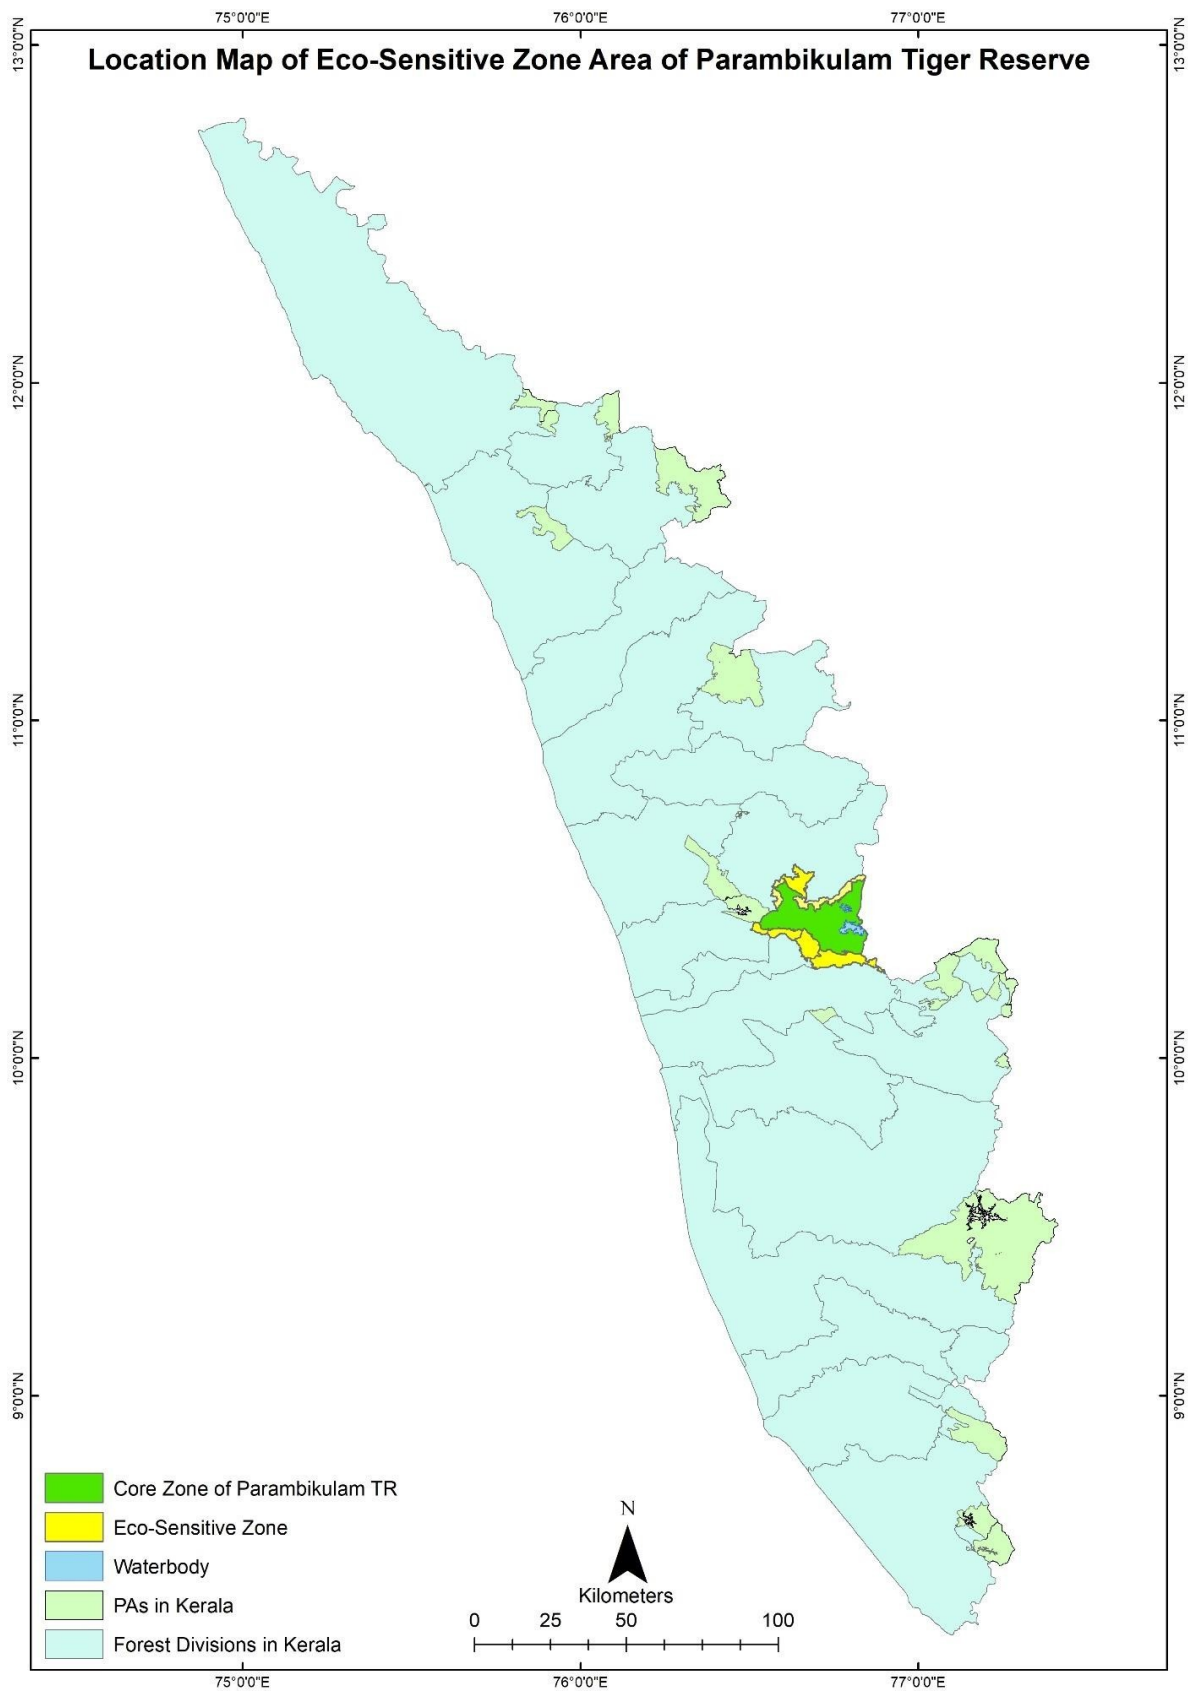 75°0'0"E 76°0'0"E 77°0'0"E
13°0'0"N 13°0'0"N
Location Map of Eco-Sensitive Zone Area of Parambikulam Tiger Reserve
12°0'0"N 12°0'0"N
11°0'0"N 11°0'0"N
10°0'0"N 10°0'0"N
9°0'0"N 9°0'0"N
Core Zone of Parambikulam TR
Eco-Sensitive Zone
Waterbody
PAs in Kerala
Forest Divisions in Kerala
N
Kilometers
0 25 50 100
75°0'0"E 76°0'0"E 77°0'0"E